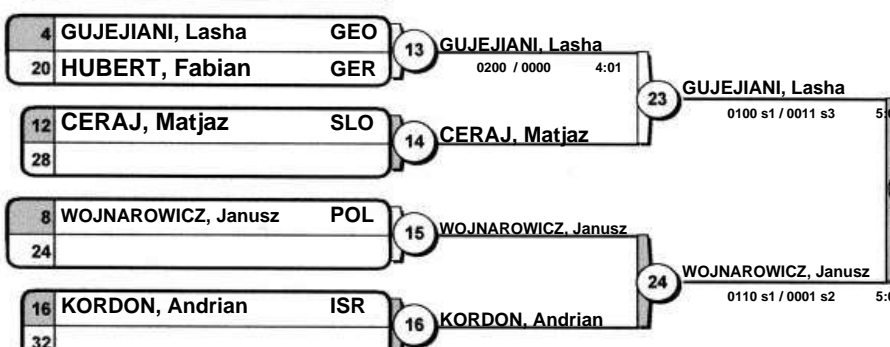 4 GUJEJIANI, Lasha GEO
20 HUBERT, Fabian GER
13 GUJEJIANI, Lasha
0200 / 0000 4:01
12 CERAJ, Matjaz SLO
28
14 CERAJ, Matjaz
23 GUJEJIANI, Lasha
0100 s1 / 0011 s3
8 WOJNAROWICZ, Janusz POL
24
15 WOJNAROWICZ, Janusz
16 KORDON, Andrian ISR
32
16 KORDON, Andrian
24 WOJNAROWICZ, Janusz
0110 s1 / 0001 s2